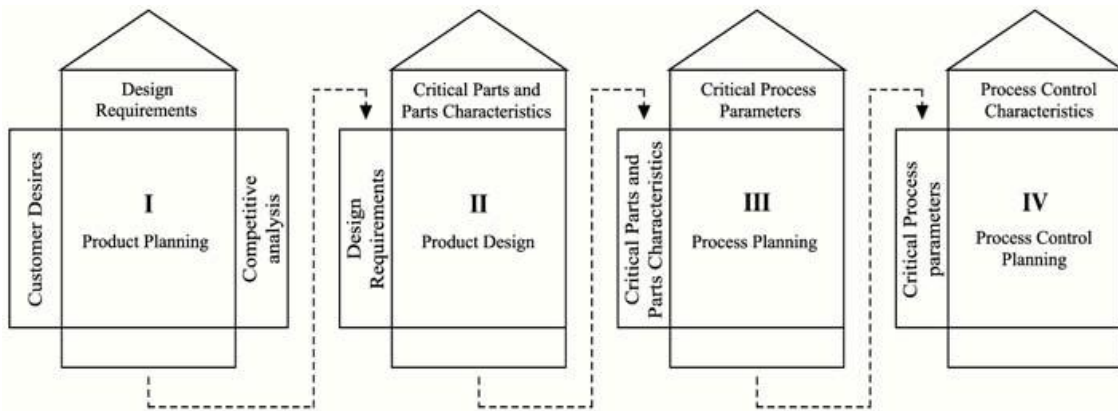 Design
Requirements
Customer Desires
I
Product Planning
Competitive
analysis
Critical Parts and
Parts Characteristics
Design
Requirements
II
Product Design
Critical Process
Parameters
Critical Parts and
Parts Characteristics
III
Process Planning
Process Control
Characteristics
Critical Process
parameters
IV
Process Control
Planning